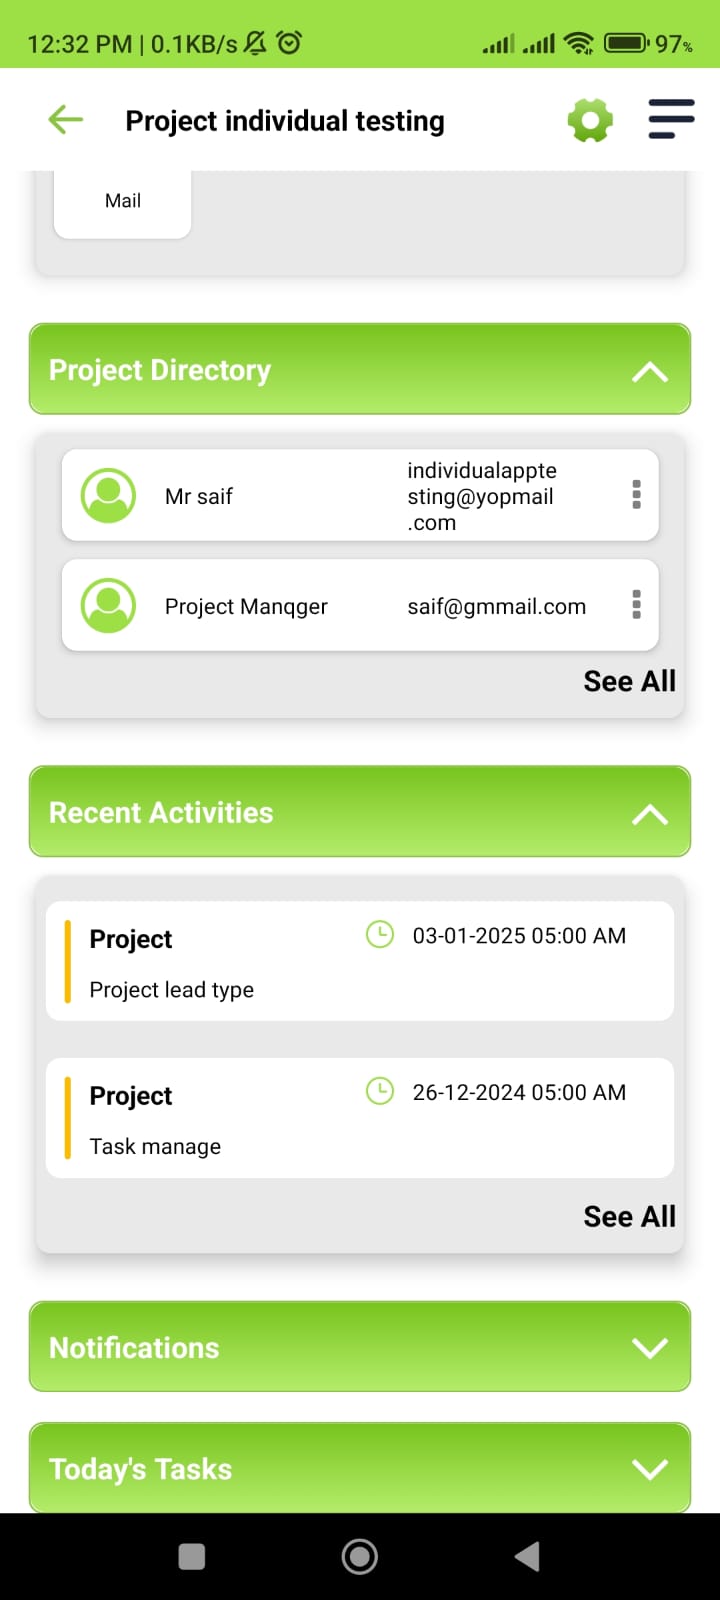 12:32 PM | 0.1KB/s 97%
Project individual testing
Mail
Project Directory
Mr saif
individualappte
sting@yopmail
.com
Project Manqger saif@gmmail.com
See All
Recent Activities
Project 03-01-2025 05:00 AM
Project lead type
Project 26-12-2024 05:00 AM
Task manage
See All
Notifications
Today's Tasks